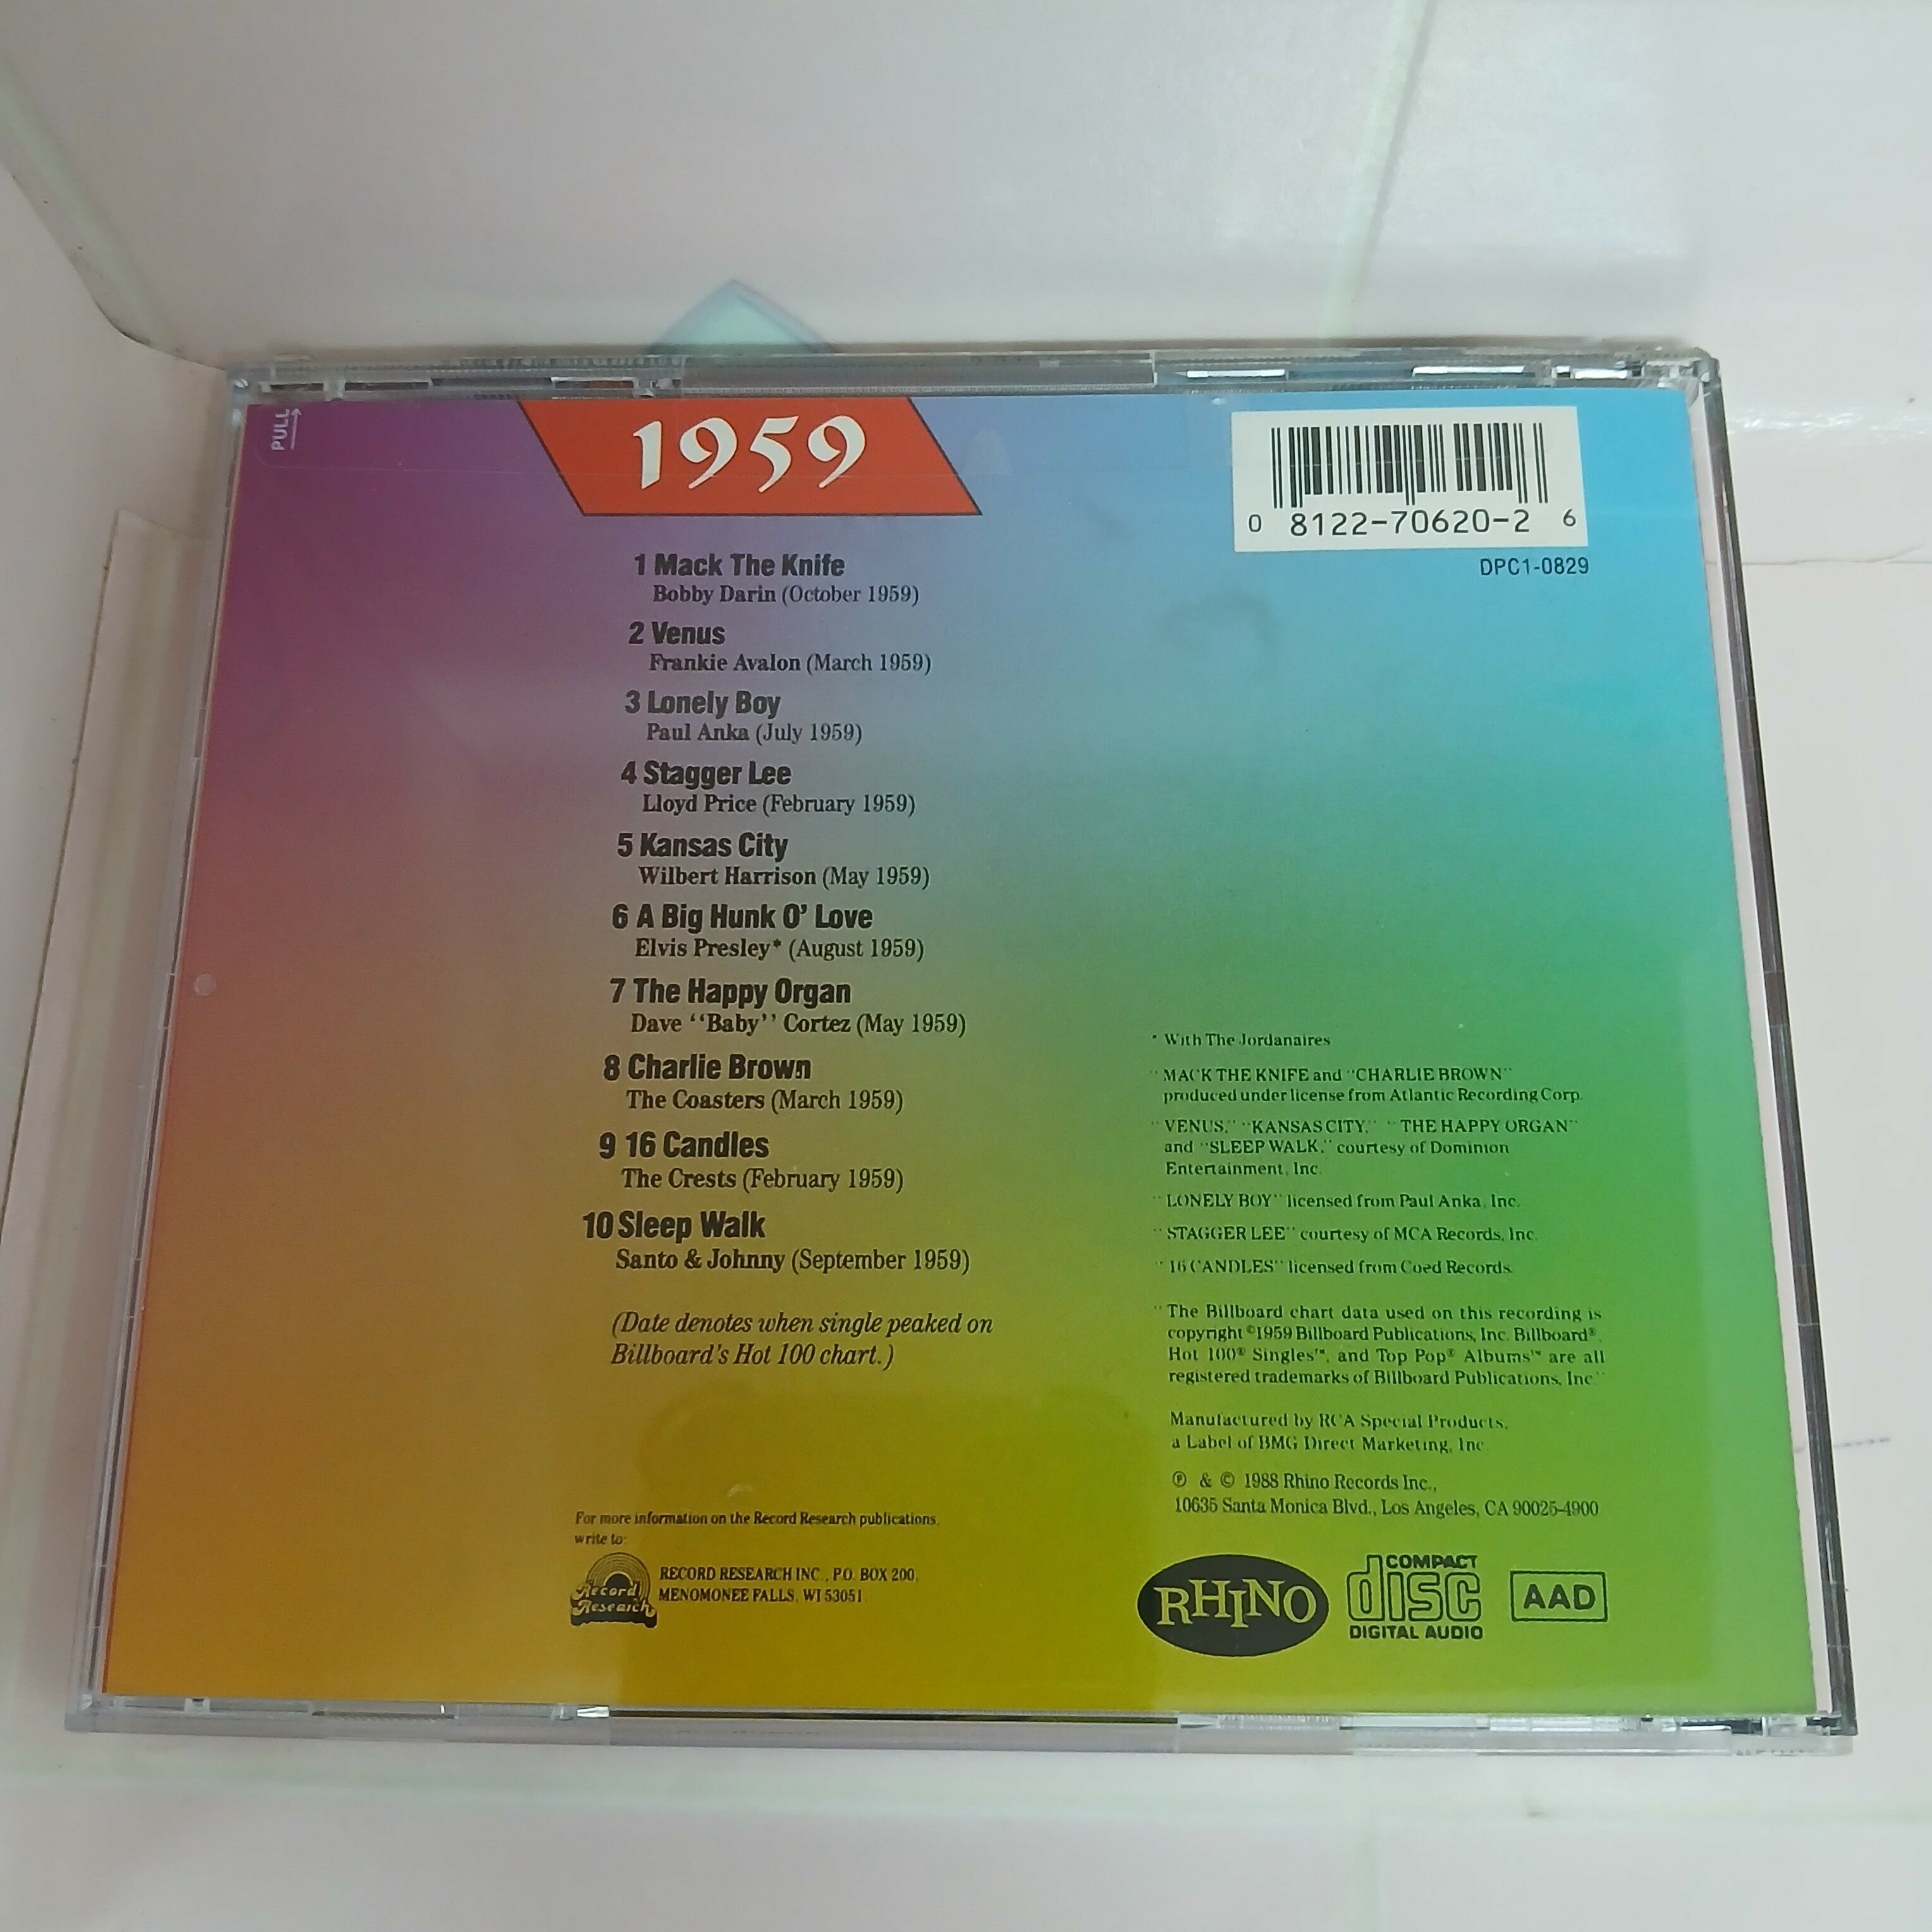 PULL
1959
0 8122-70620-2 6
DPC1-0829
1 Mack The Knife
Bobby Darin (October 1959)
2 Venus
Frankie Avalon (March 1959)
3 Lonely Boy
Paul Anka (July 1959)
4 Stagger Lee
Lloyd Price (February 1959)
5 Kansas City
Wilbert Harrison (May 1959)
6 A Big Hunk O' Love
Elvis Presley* (August 1959)
7 The Happy Organ
Dave "Baby" Cortez (May 1959)
8 Charlie Brown
The Coasters (March 1959)
9 16 Candles
The Crests (February 1959)
10 Sleep Walk
Santo & Johnny (September 1959)
(Date denotes when single peaked on
Billboard's Hot 100 chart.)
For more information on the Record Research publications,
write to:
Record
Research
RECORD RESEARCH INC., P.O. BOX 200,
MENOMONEE FALLS, WI 53051
* With The Jordanaires
"MACK THE KNIFE and "CHARLIE BROWN"
produced under license from Atlantic Recording Corp.
"VENUS," "KANSAS CITY," "THE HAPPY ORGAN"
and "SLEEP WALK," courtesy of Dominion
Entertainment, Inc.
"LONELY BOY" licensed from Paul Anka, Inc.
"STAGGER LEE" courtesy of MCA Records, Inc.
"16 CANDLES" licensed from Coed Records.
"The Billboard chart data used on this recording is
copyright ©1959 Billboard Publications, Inc. Billboard®,
Hot 100® Singles™, and Top Pop® Albums™ are all
registered trademarks of Billboard Publications, Inc."
Manufactured by RCA Special Products,
a Label of BMG Direct Marketing, Inc.
℗ & © 1988 Rhino Records Inc.,
10635 Santa Monica Blvd., Los Angeles, CA 90025-4900
RHINO
COMPACT
disc
DIGITAL AUDIO
AAD